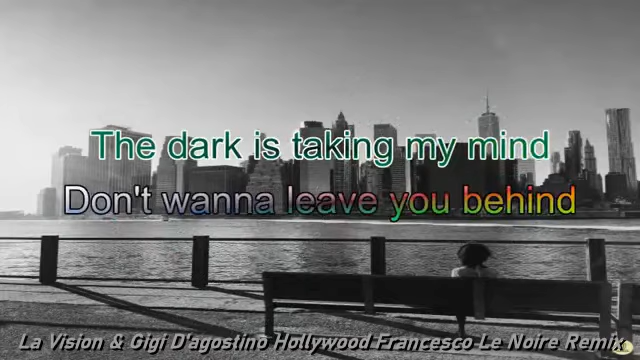 The dark is taking my mind
Don't wanna leave you behind
La Vision & Gigi D'agostino Hollywood Francesco Le Noire Remix